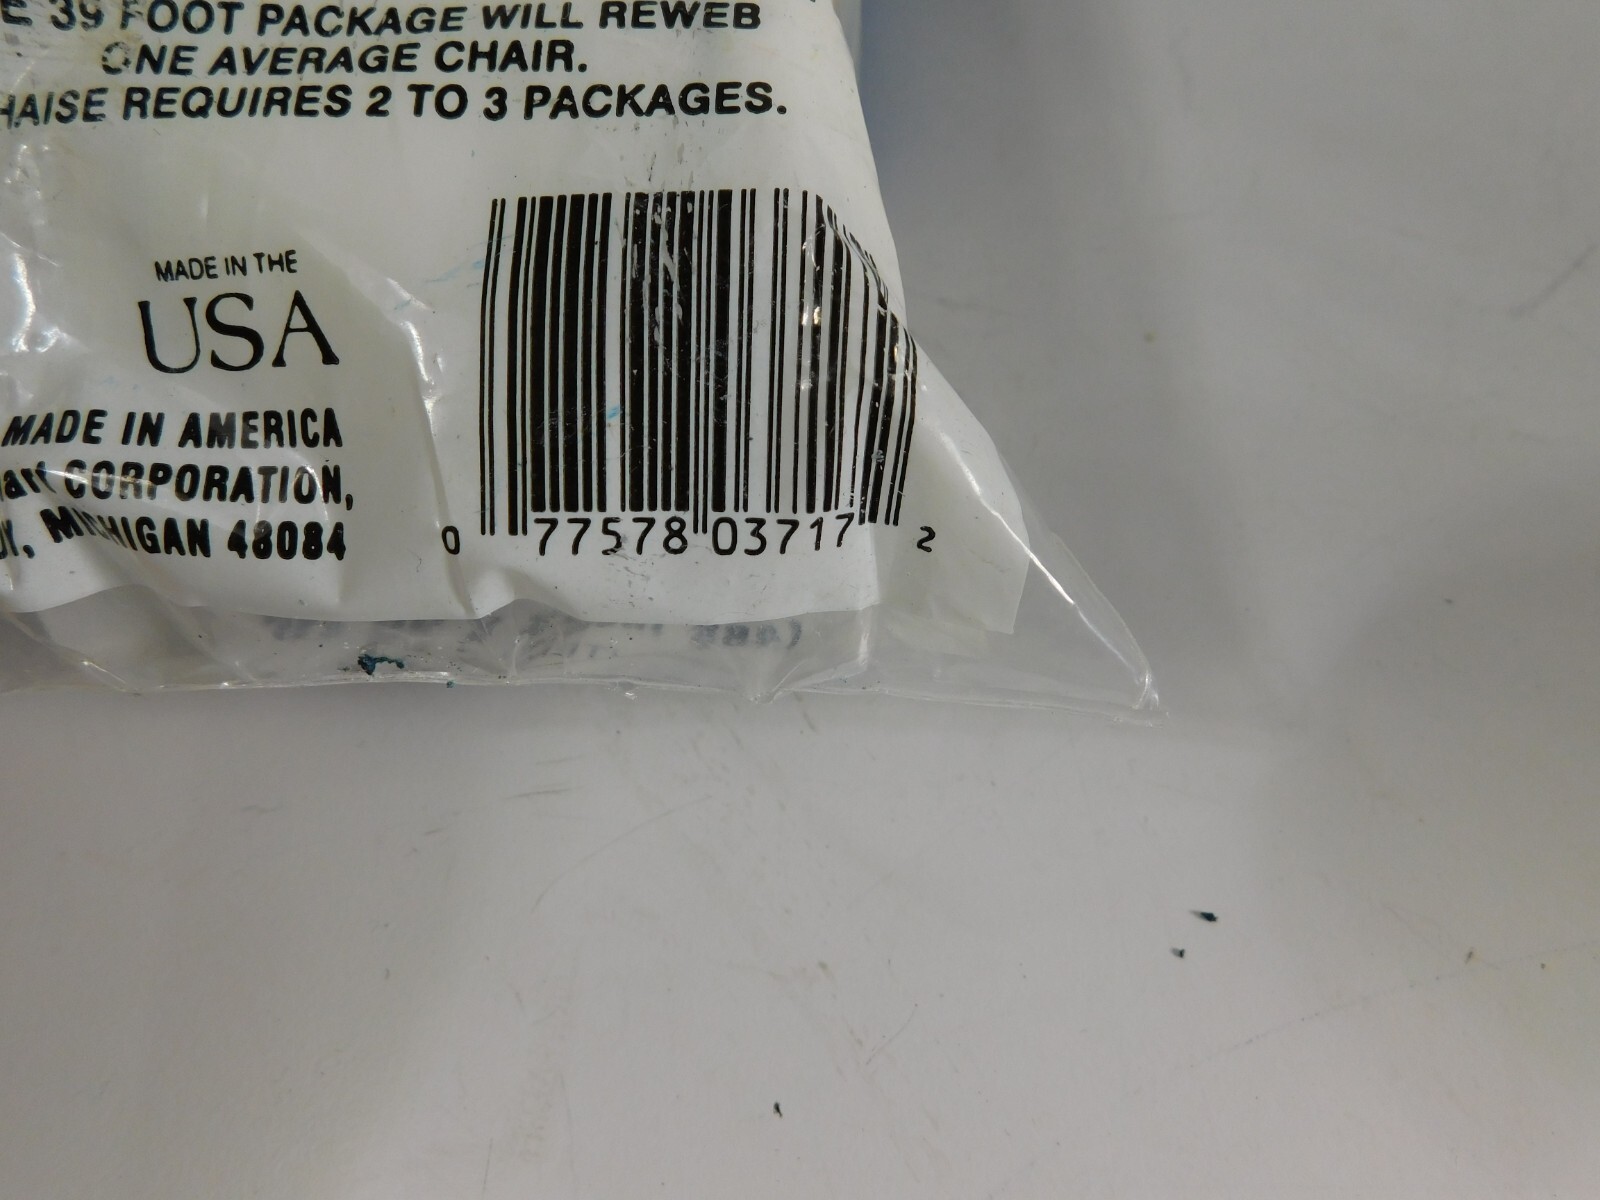 39 FOOT PACKAGE WILL REWEB
ONE AVERAGE CHAIR.
HAISE REQUIRES 2 TO 3 PACKAGES.
MADE IN THE
USA
MADE IN AMERICA
CORPORATION,
MICHIGAN 48084
0 77578 03717 2